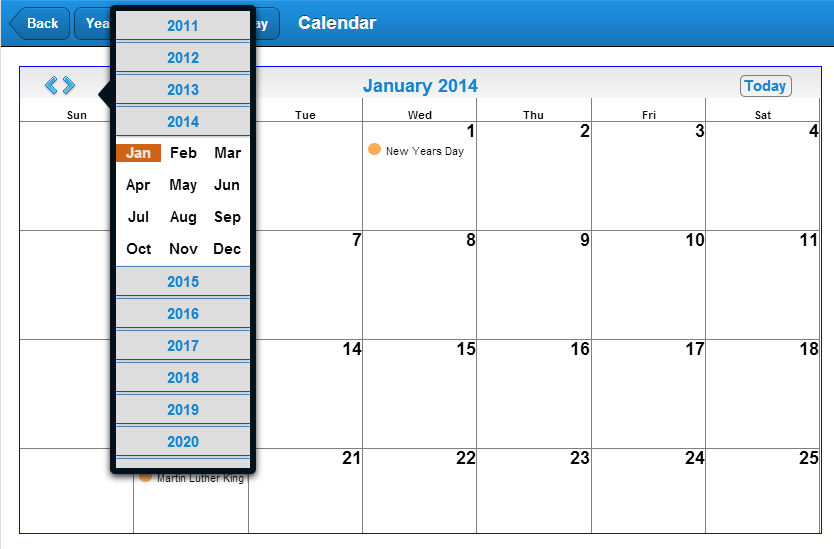 Back Calendar
2011
2012
2013
2014
Jan Feb Mar
Apr May Jun
Jul Aug Sep
Oct Nov Dec
2015
2016
2017
2018
2019
2020
January 2014 Today
Sun Tue Wed Thu Fri Sat
1 2 3 4
New Years Day
7 8 9 10 11
14 15 16 17 18
21 22 23 24 25
Martin Luther King